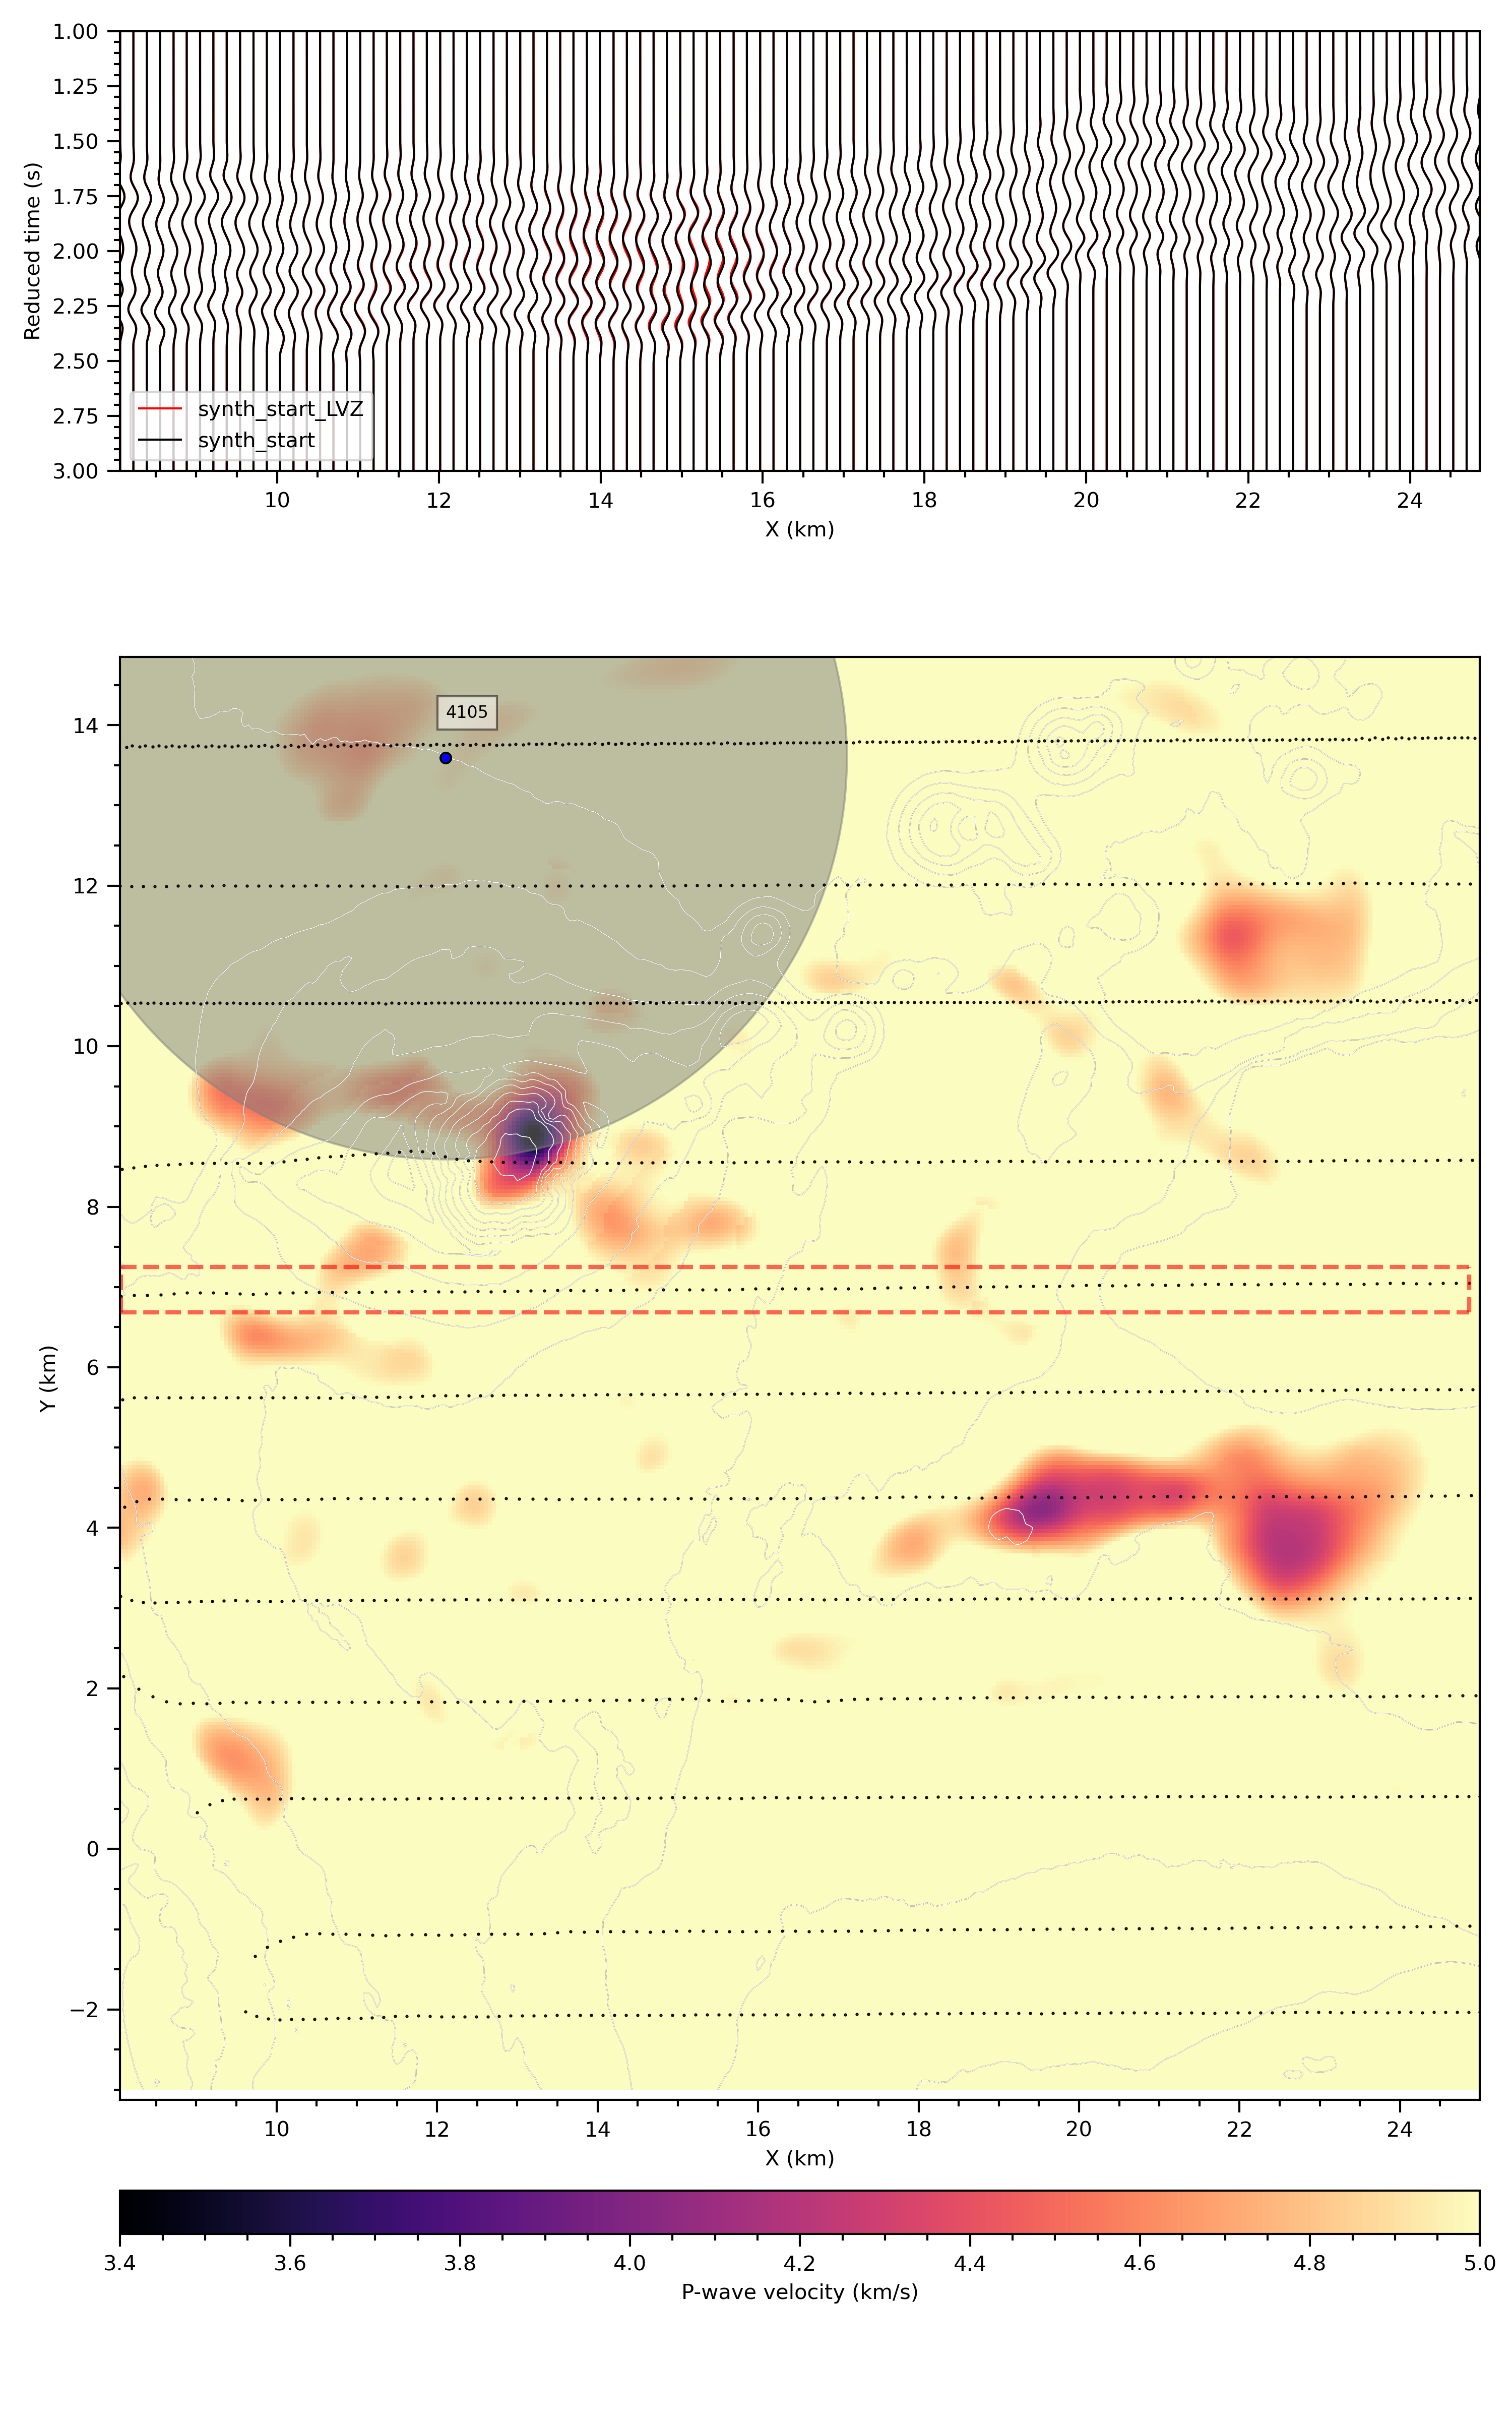 1.00
1.25
1.50
1.75
2.00
2.25
2.50
2.75
3.00
Reduced time (s)
synth_start_LVZ
synth_start
10 12 14 16 18 20 22 24
X (km)
4105
14
12
10
8
6
4
2
0
−2
Y (km)
10 12 14 16 18 20 22 24
X (km)
3.4 3.6 3.8 4.0 4.2 4.4 4.6 4.8 5.0
P-wave velocity (km/s)